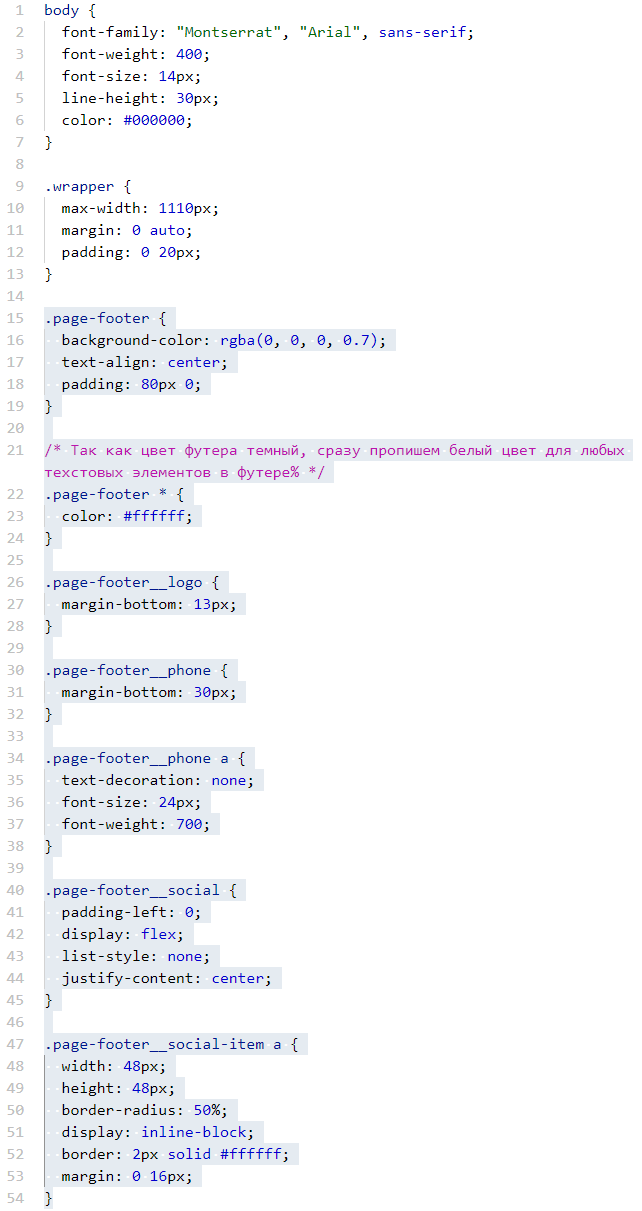 1 body {
2 font-family: "Montserrat", "Arial", sans-serif;
3 font-weight: 400;
4 font-size: 14px;
5 line-height: 30px;
6 color: #000000;
7 }
8
9 .wrapper {
10 max-width: 1110px;
11 margin: 0 auto;
12 padding: 0 20px;
13 }
14
15 .page-footer {
16 background-color: rgba(0, 0, 0, 0.7);
17 text-align: center;
18 padding: 80px 0;
19 }
20
21 /* Так как цвет футера темный, сразу пропишем белый цвет для любых
техстовых элементов в футере% */
22 .page-footer * {
23 color: #ffffff;
24 }
25
26 .page-footer__logo {
27 margin-bottom: 13px;
28 }
29
30 .page-footer__phone {
31 margin-bottom: 30px;
32 }
33
34 .page-footer__phone a {
35 text-decoration: none;
36 font-size: 24px;
37 font-weight: 700;
38 }
39
40 .page-footer__social {
41 padding-left: 0;
42 display: flex;
43 list-style: none;
44 justify-content: center;
45 }
46
47 .page-footer__social-item a {
48 width: 48px;
49 height: 48px;
50 border-radius: 50%;
51 display: inline-block;
52 border: 2px solid #ffffff;
53 margin: 0 16px;
54 }